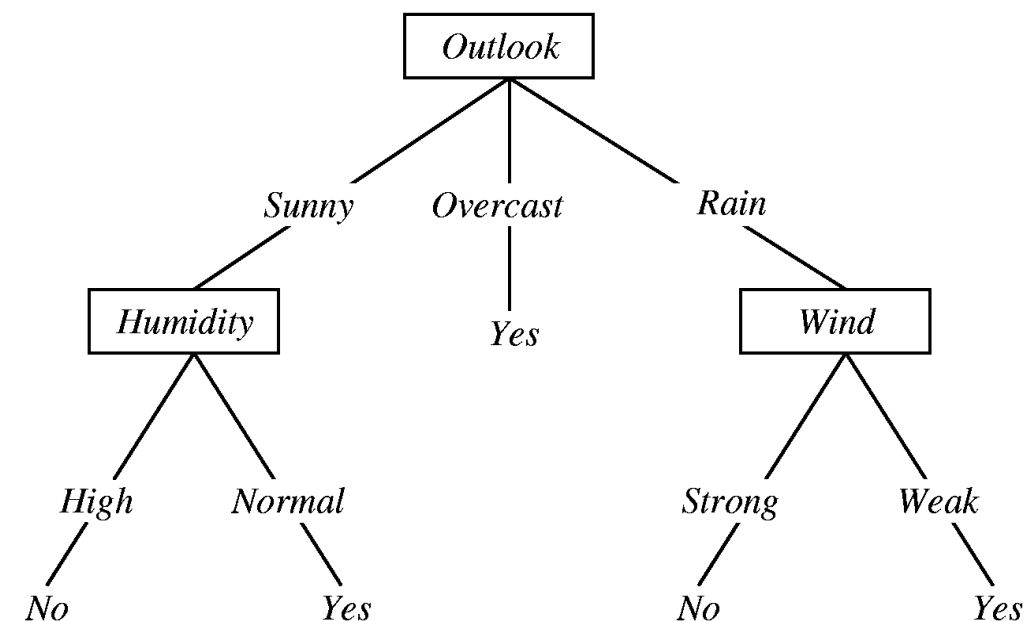 Outlook
Sunny Overcast Rain
Humidity Yes Wind
High Normal Strong Weak
No Yes No Yes